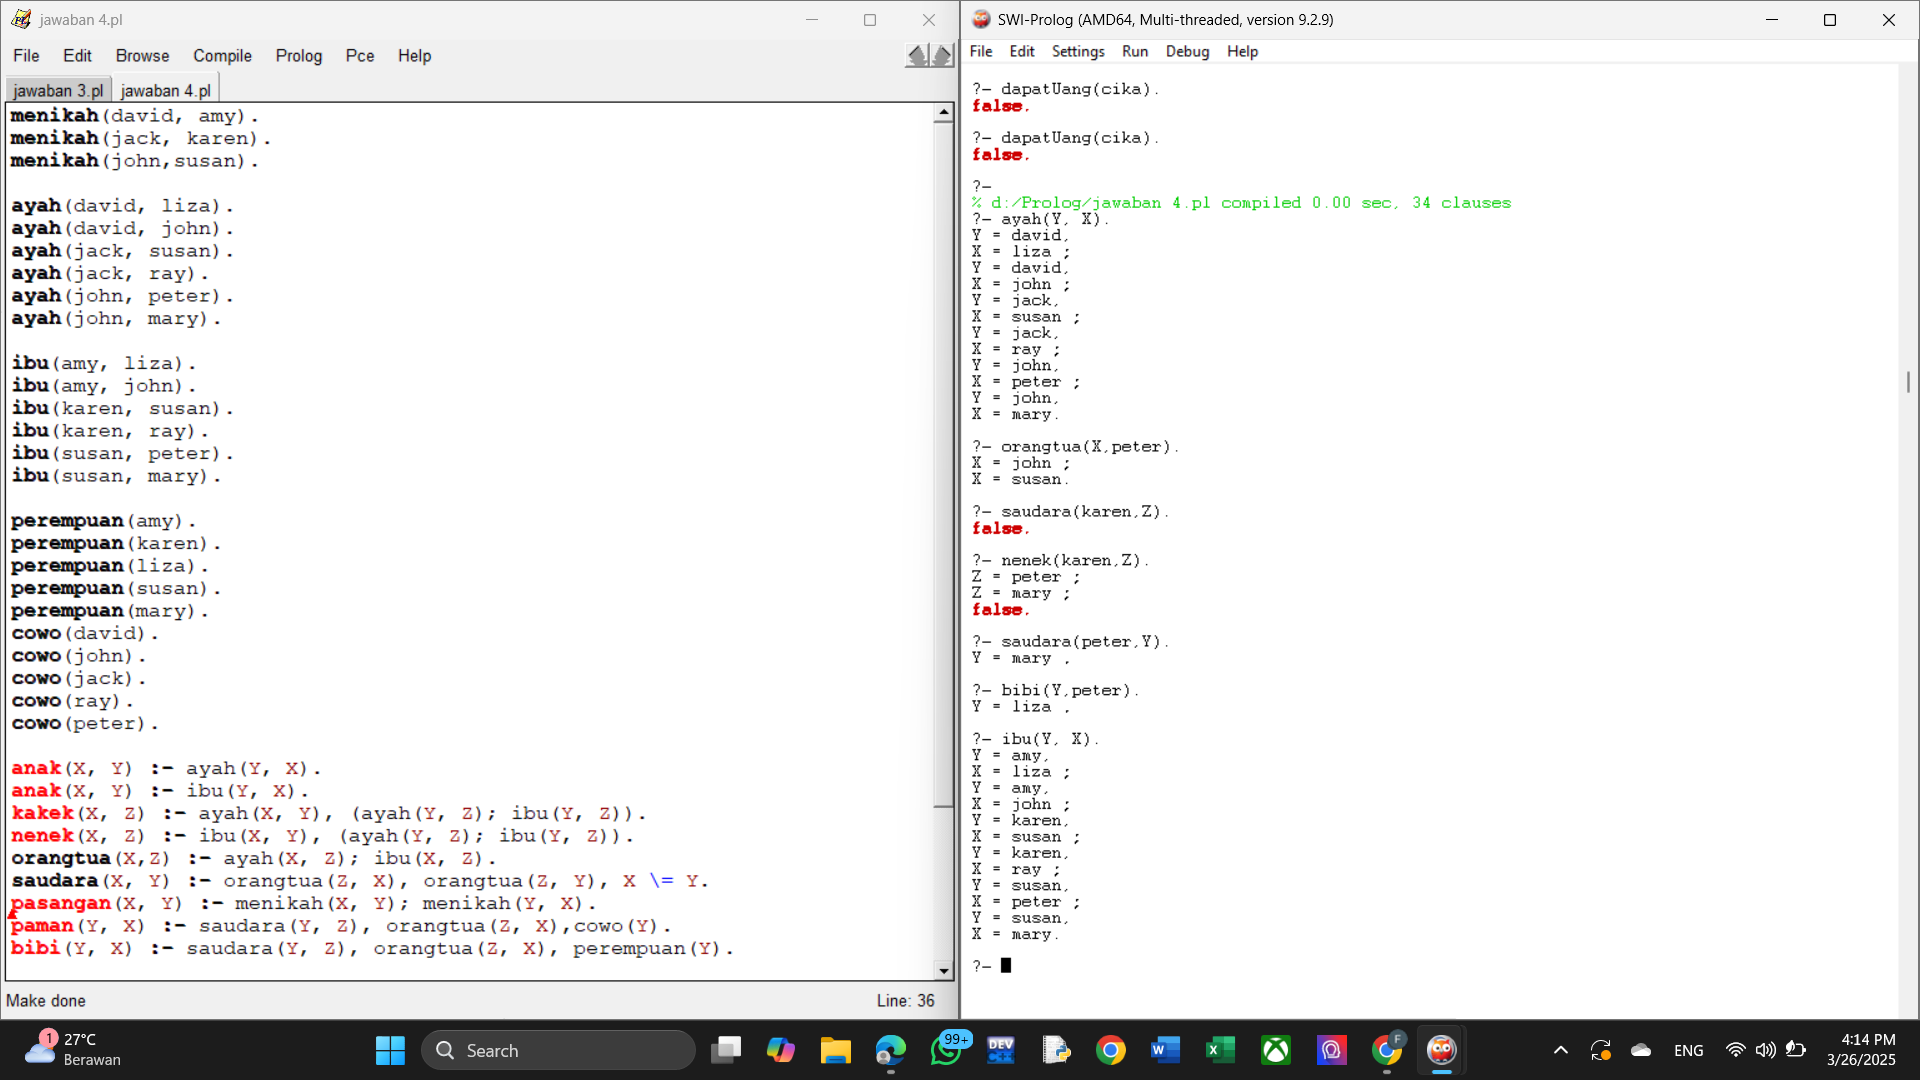 jawaban 4.pl
File Edit Browse Compile Prolog Pce Help
jawaban 3.pl jawaban 4.pl
menikah(david, amy).
menikah(jack, karen).
menikah(john,susan).
ayah(david, liza).
ayah(david, john).
ayah(jack, susan).
ayah(jack, ray).
ayah(john, peter).
ayah(john, mary).
ibu(amy, liza).
ibu(amy, john).
ibu(karen, susan).
ibu(karen, ray).
ibu(susan, peter).
ibu(susan, mary).
perempuan(amy).
perempuan(karen).
perempuan(liza).
perempuan(susan).
perempuan(mary).
cowo(david).
cowo(john).
cowo(jack).
cowo(ray).
cowo(peter).
anak(X, Y) :- ayah(Y, X).
anak(X, Y) :- ibu(Y, X).
kakek(X, Z) :- ayah(X, Y), (ayah(Y, Z); ibu(Y, Z)).
nenek(X, Z) :- ibu(X, Y), (ayah(Y, Z); ibu(Y, Z)).
orangtua(X,Z) :- ayah(X, Z); ibu(X, Z).
saudara(X, Y) :- orangtua(Z, X), orangtua(Z, Y), X \= Y.
pasangan(X, Y) :- menikah(X, Y); menikah(Y, X).
paman(Y, X) :- saudara(Y, Z), orangtua(Z, X),cowo(Y).
bibi(Y, X) :- saudara(Y, Z), orangtua(Z, X), perempuan(Y).
Make done Line: 36
SWI-Prolog (AMD64, Multi-threaded, version 9.2.9)
File Edit Settings Run Debug Help
?- dapatUang(cika).
false.
?- dapatUang(cika).
false.
?-
% d:/Prolog/jawaban 4.pl compiled 0.00 sec, 34 clauses
?- ayah(Y, X).
Y = david,
X = liza ;
Y = david,
X = john ;
Y = jack,
X = susan ;
Y = jack,
X = ray ;
Y = john,
X = peter ;
Y = john,
X = mary.
?- orangtua(X,peter).
X = john ;
X = susan.
?- saudara(karen,Z).
false.
?- nenek(karen,Z).
Z = peter ;
Z = mary ;
false.
?- saudara(peter,Y).
Y = mary .
?- bibi(Y,peter).
Y = liza .
?- ibu(Y, X).
Y = amy,
X = liza ;
Y = amy,
X = john ;
Y = karen,
X = susan ;
Y = karen,
X = ray ;
Y = susan,
X = peter ;
Y = susan,
X = mary.
?-
1
27°C
Berawan
Search
99+
DEV
F
ENG
4:14 PM
3/26/2025